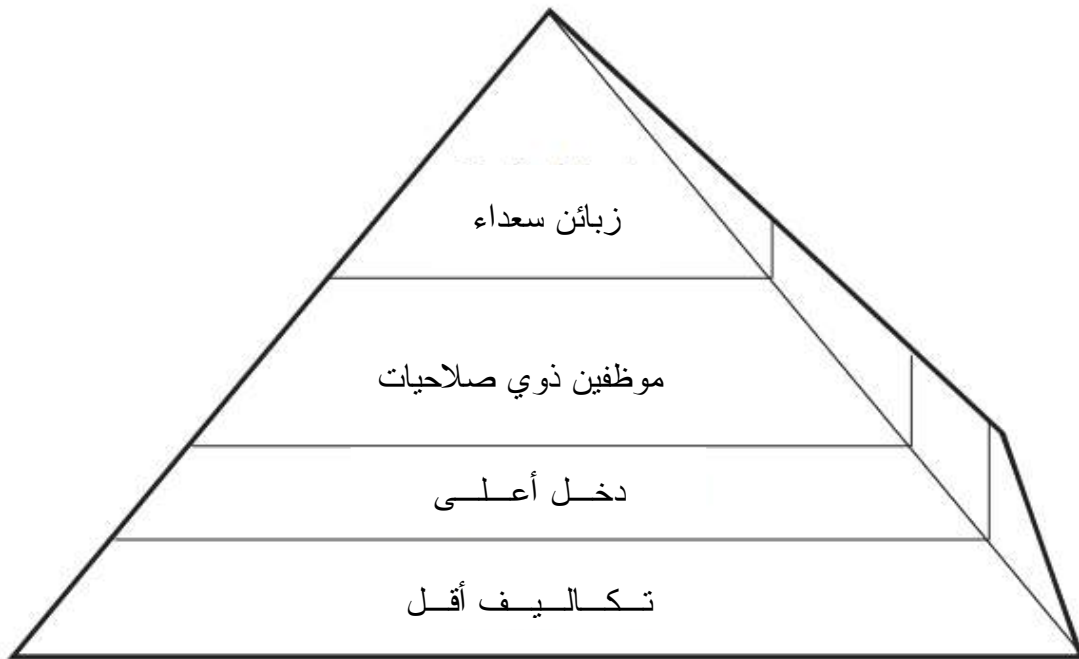 زبائن سعداء
موظفين ذوي صلاحيات
دخل أعلى
تكاليف أقل